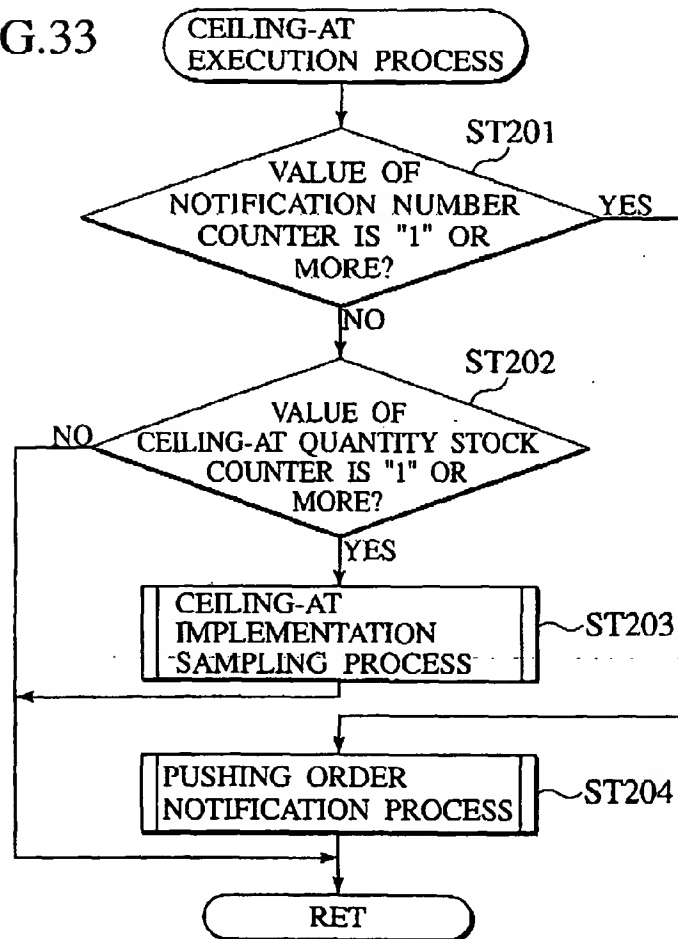 G.33
CEILING-AT
EXECUTION PROCESS
ST201
VALUE OF
NOTIFICATION NUMBER
COUNTER IS "1" OR
MORE?
YES
NO
ST202
VALUE OF
CEILING-AT QUANTITY STOCK
COUNTER IS "1" OR
MORE?
NO
YES
CEILING-AT
IMPLEMENTATION
SAMPLING PROCESS
ST203
PUSHING ORDER
NOTIFICATION PROCESS
ST204
RET